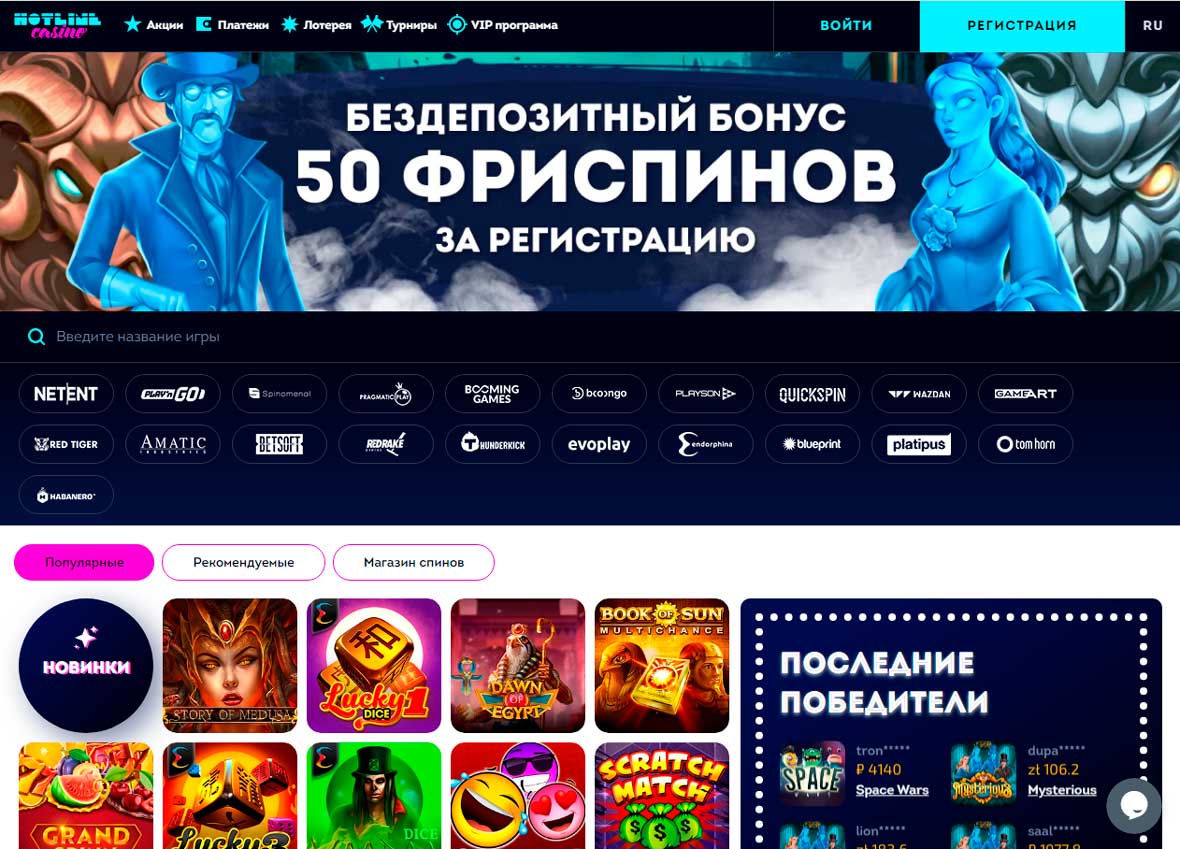 HOTLINE
casino
Акции
Платежи
Лотерея
Турниры
VIP программа
ВОЙТИ
РЕГИСТРАЦИЯ
RU
БЕЗДЕПОЗИТНЫЙ БОНУС
50 ФРИСПИНОВ
ЗА РЕГИСТРАЦИЮ
Введите название игры
NETENT
PLAY'n GO
Spinomenal
PRAGMATIC PLAY
BOOMING
GAMES
booongo
PLAYSON
QUICKSPIN
WAZDAN
GAMEART
RED TIGER
AMATIC
INDUSTRIES
BETSOFT
REDRAKE
GAMING
THUNDERKICK
evoplay
Endorphina
blueprint
platipus
tom horn
HABANERO
Популярные
Рекомендуемые
Магазин спинов
НОВИНКИ
STORY OF MEDUSA
Lucky
DICE
1
DAWN
OF
EGYPT
BOOK OF SUN
MULTICHANCE
ПОСЛЕДНИЕ
ПОБЕДИТЕЛИ
SPACE
WARS
tron*****
₽ 4140
Space Wars
Mysterious
dupa*****
zł 106.2
Mysterious
GRAND
Lucky3
DICE
SCRATCH
MATCH
lion*****
saal*****